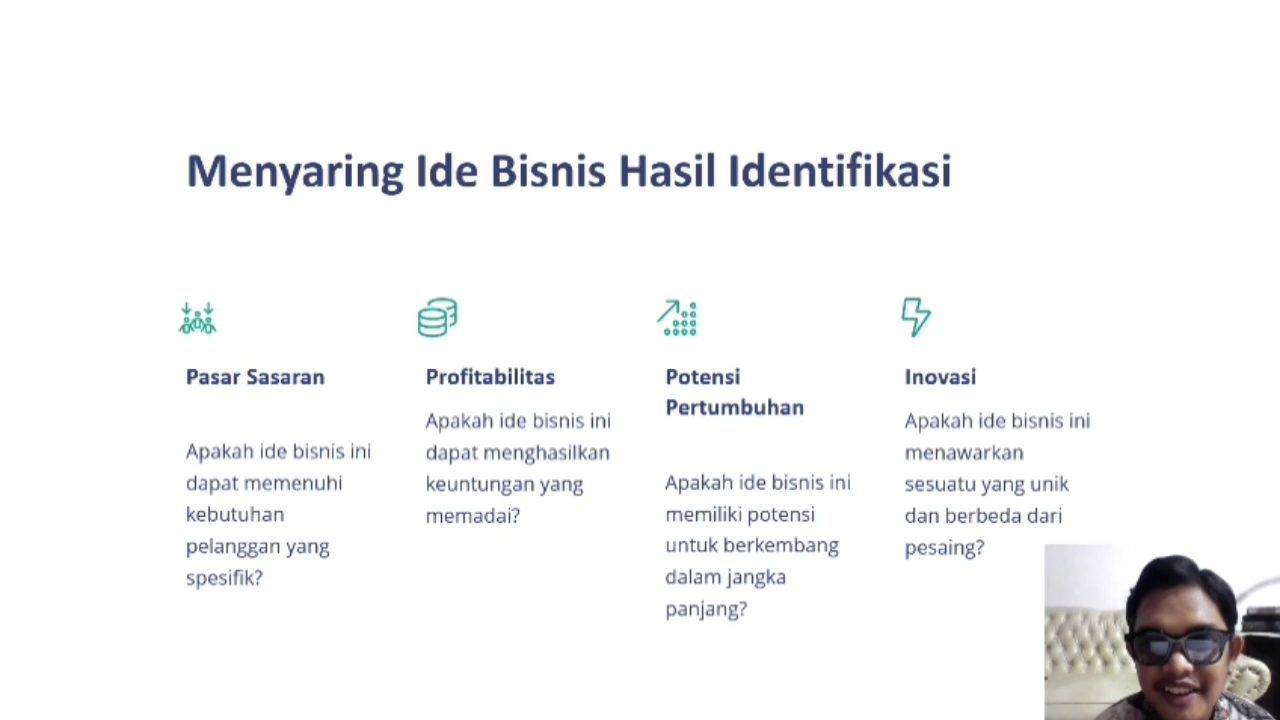 Menyaring Ide Bisnis Hasil Identifikasi
Pasar Sasaran
Apakah ide bisnis ini
dapat memenuhi
kebutuhan
pelanggan yang
spesifik?
Profitabilitas
Apakah ide bisnis ini
dapat menghasilkan
keuntungan yang
memadai?
Potensi
Pertumbuhan
Apakah ide bisnis ini
memiliki potensi
untuk berkembang
dalam jangka
panjang?
Inovasi
Apakah ide bisnis ini
menawarkan
sesuatu yang unik
dan berbeda dari
pesaing?